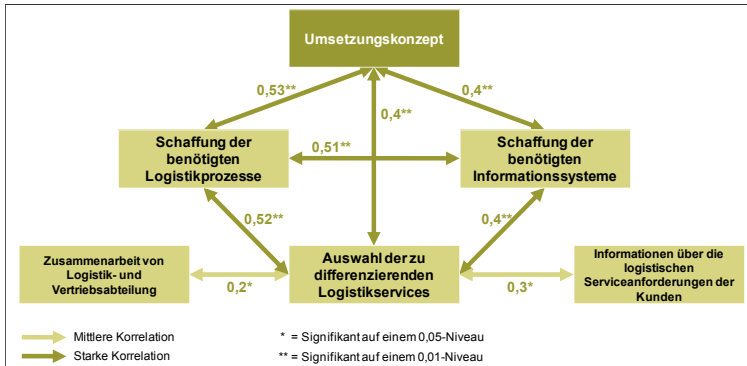 Umsetzungskonzept
0,53**
0,4**
0,4**
Schaffung der
benötigten
Logistikprozesse
0,51**
Schaffung der
benötigten
Informationssysteme
0,52**
0,4**
Zusammenarbeit von
Logistik- und
Vertriebsabteilung
0,2*
Auswahl der zu
differenzierenden
Logistikservices
0,3*
Informationen über die
logistischen
Serviceanforderungen der
Kunden
Mittlere Korrelation
* = Signifikant auf einem 0,05-Niveau
Starke Korrelation
** = Signifikant auf einem 0,01-Niveau